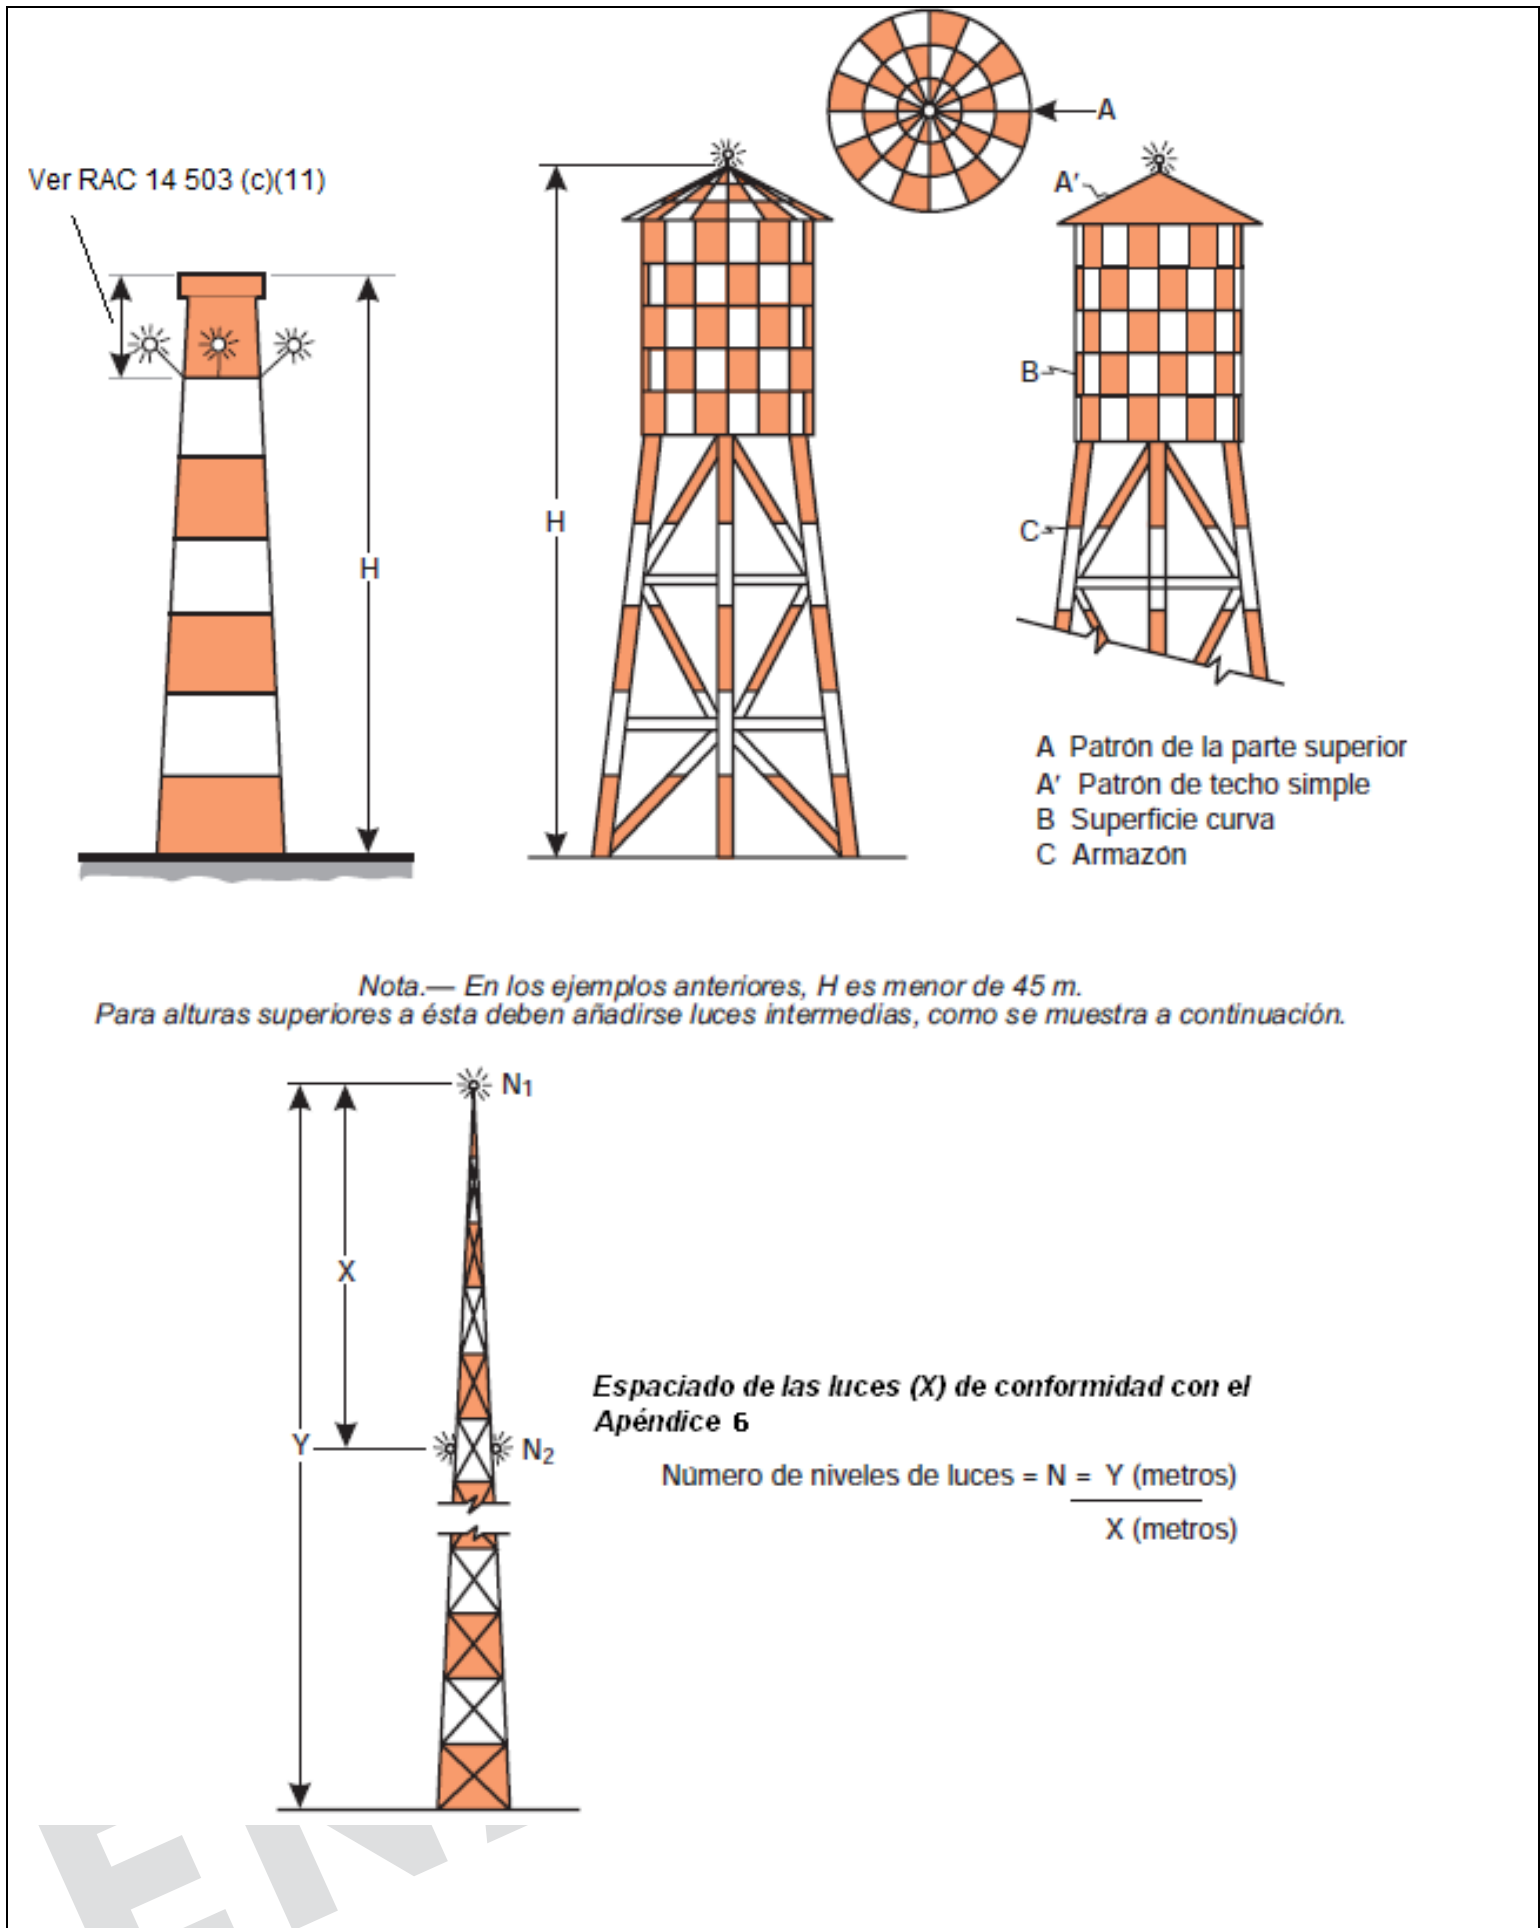 A
Ver RAC 14 503 (c)(11)
A'
B
H
C
H
A Patrón de la parte superior
A' Patrón de techo simple
B Superficie curva
C Armazón
Nota.— En los ejemplos anteriores, H es menor de 45 m.
Para alturas superiores a ésta deben añadirse luces intermedias, como se muestra a continuación.
N1
X
Espaciado de las luces (X) de conformidad con el
Apéndice 6
Y
N2
Número de niveles de luces = N = Y (metros)
X (metros)